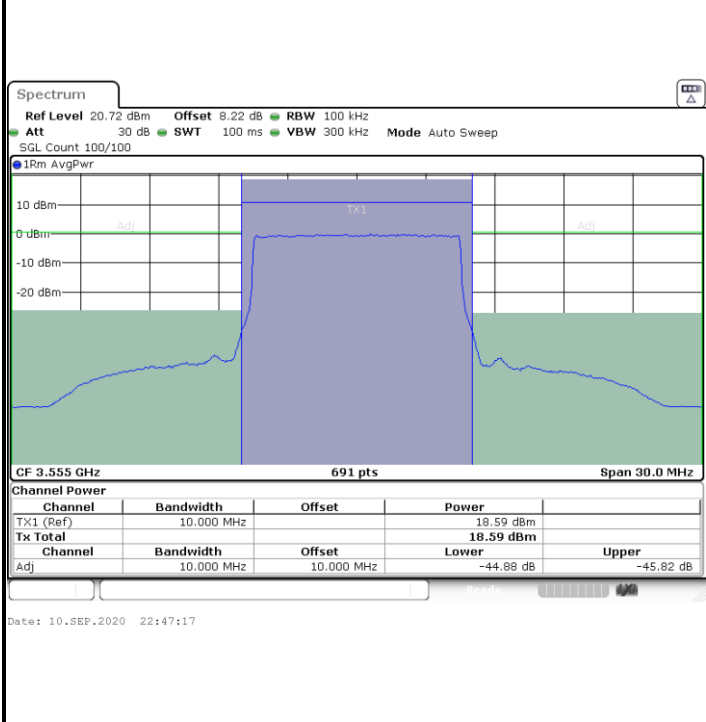 Spectrum
Ref Level 20.72 dBm Offset 8.22 dB RBW 100 kHz
Att 30 dB SWT 100 ms VBW 300 kHz Mode Auto Sweep
SGL Count 100/100
1Rm AvgPwr
10 dBm
TX1
Adj
Adj
0 dBm
-10 dBm
-20 dBm
CF 3.555 GHz 691 pts Span 30.0 MHz
Channel Power
Channel Bandwidth Offset Power
TX1 (Ref) 10.000 MHz 18.59 dBm
Tx Total 18.59 dBm
Channel Bandwidth Offset Lower Upper
Adj 10.000 MHz 10.000 MHz -44.88 dB -45.82 dB
Ready
Date: 10.SEP.2020 22:47:17